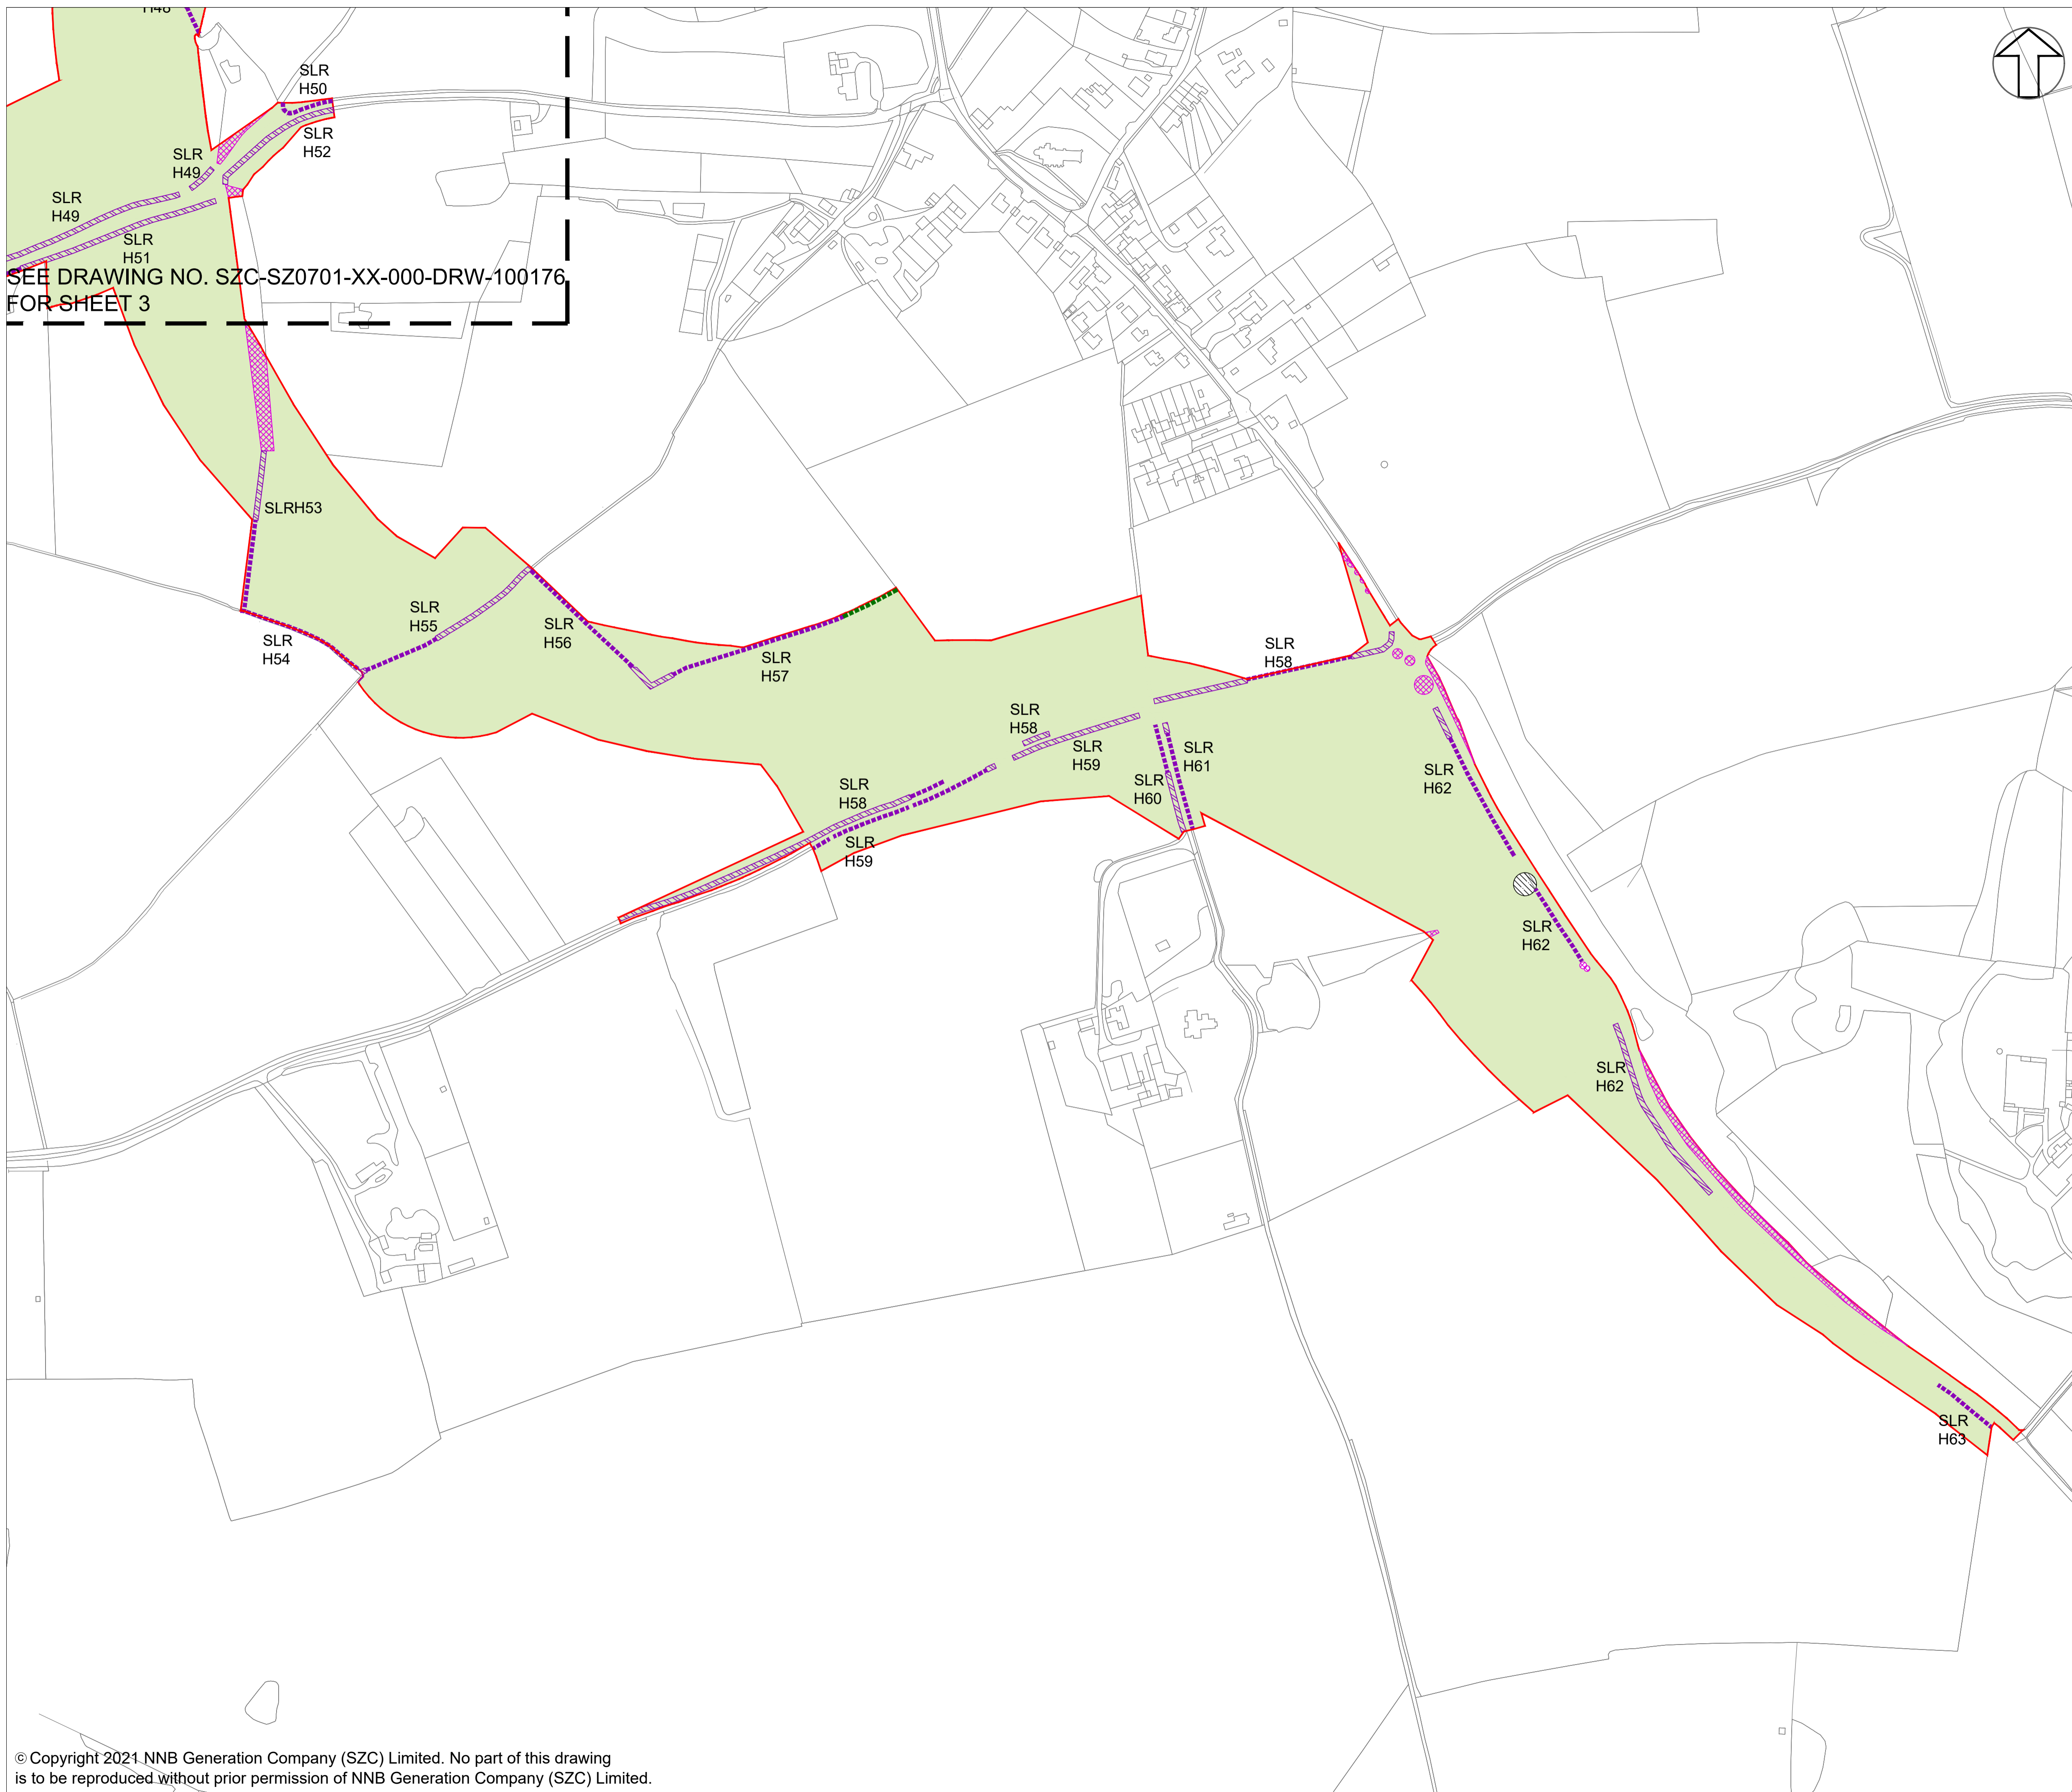 H48
SLR
H50
SLR
H52
SLR
H49
SLR
H49
SLR
H51
SEE DRAWING NO. SZC-SZ0701-XX-000-DRW-100176
FOR SHEET 3
SLRH53
SLR
H54
SLR
H55
SLR
H56
SLR
H57
SLR
H58
SLR
H58
SLR
H59
SLR
H61
SLR
H60
SLR
H62
SLR
H58
SLR
H59
SLR
H62
SLR
H62
SLR
H63
© Copyright 2021 NNB Generation Company (SZC) Limited. No part of this drawing
is to be reproduced without prior permission of NNB Generation Company (SZC) Limited.